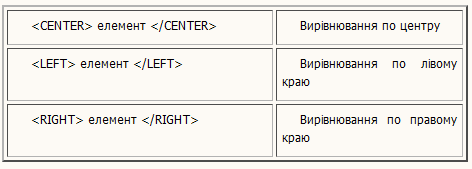 <CENTER> елемент </CENTER>
Вирівнювання по центру
<LEFT> елемент </LEFT>
Вирівнювання по лівому
краю
<RIGHT> елемент </RIGHT>
Вирівнювання по правому
краю